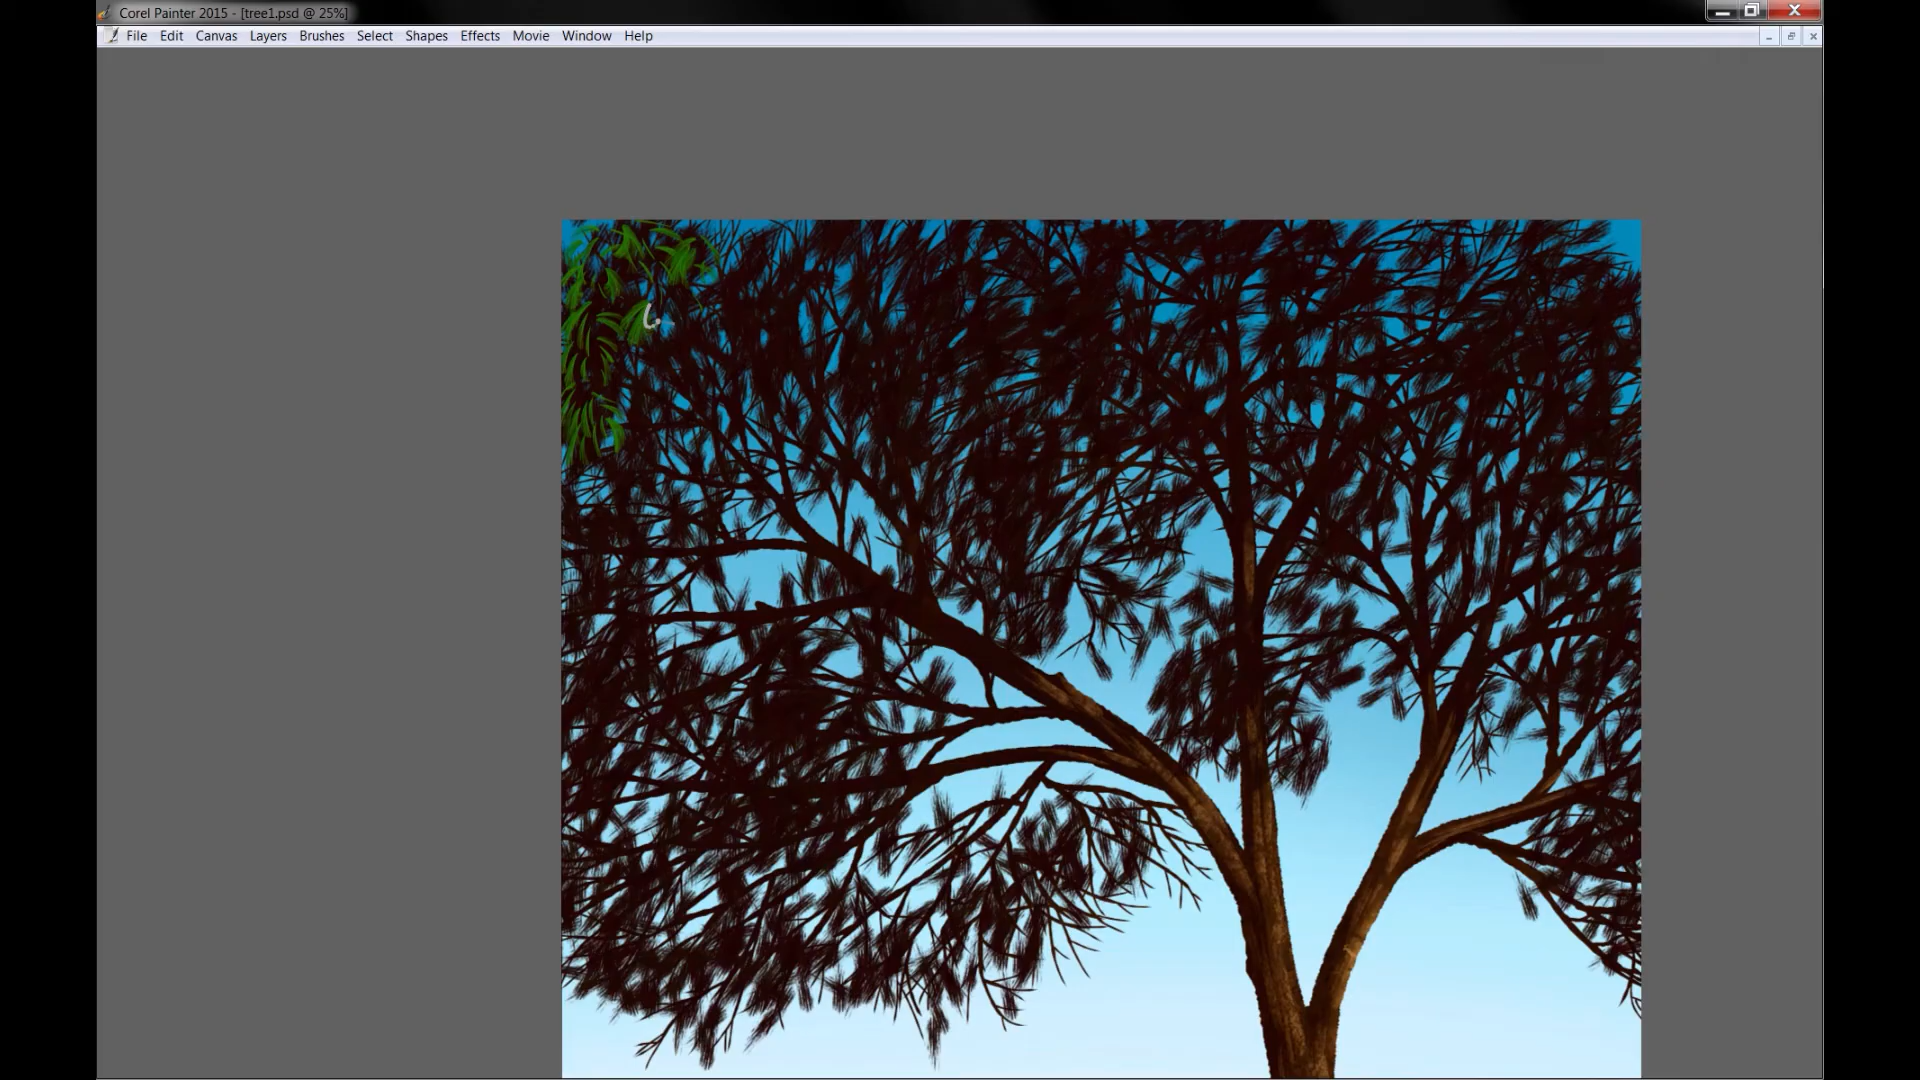 Corel Painter 2015 - [tree1.psd @ 25%]
File Edit Canvas Layers Brushes Select Shapes Effects Movie Window Help